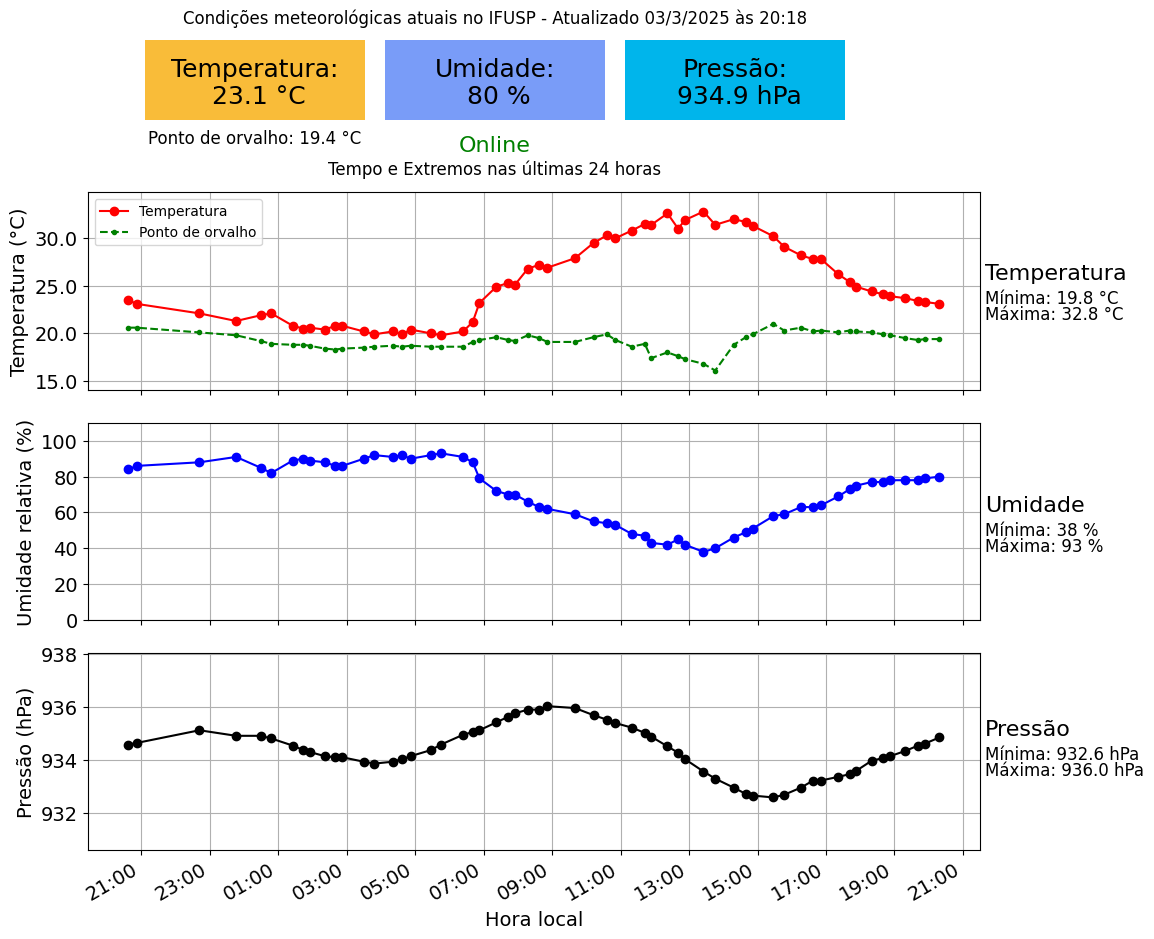 Condições meteorológicas atuais no IFUSP - Atualizado 03/3/2025 às 20:18
Temperatura:
23.1 °C
Umidade:
80 %
Pressão:
934.9 hPa
Ponto de orvalho: 19.4 °C
Online
Tempo e Extremos nas últimas 24 horas
Temperatura (°C)
30.0
25.0
20.0
15.0
Temperatura
Ponto de orvalho
Temperatura
Mínima: 19.8 °C
Máxima: 32.8 °C
Umidade relativa (%)
100
80
60
40
20
0
Umidade
Mínima: 38 %
Máxima: 93 %
Pressão (hPa)
938
936
934
932
Pressão
Mínima: 932.6 hPa
Máxima: 936.0 hPa
21:00
23:00
01:00
03:00
05:00
07:00
09:00
11:00
13:00
15:00
17:00
19:00
21:00
Hora local